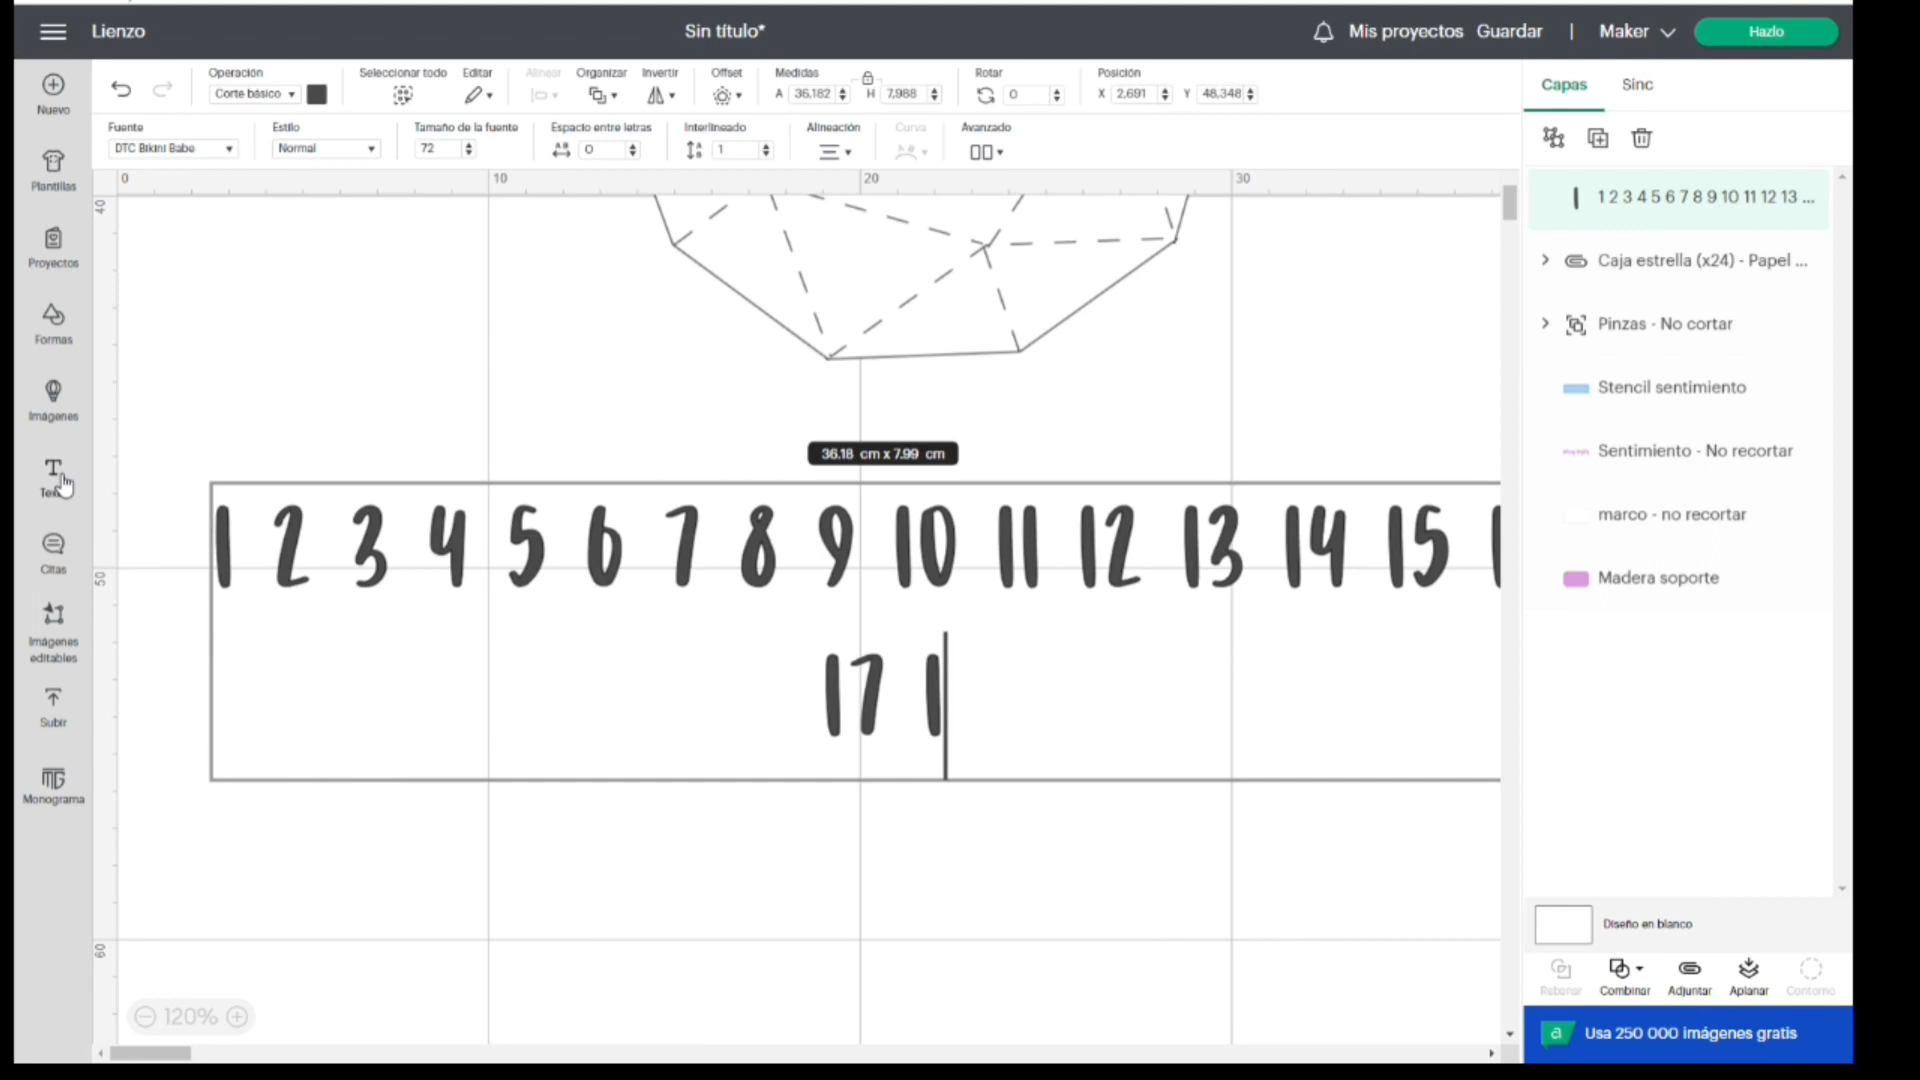 Lienzo
Sin título*
Mis proyectos Guardar | Maker Hazlo
Operación
Corte básico
Seleccionar todo
Editar
Alinear
Organizar
Invertir
Offset
Medidas
A 36,182 H 7,988
Rotar
0
Posición
X 2,691 Y 48,348
Fuente
DTC Bikini Babe
Estilo
Normal
Tamaño de la fuente
72
Espacio entre letras
0
Interlineado
1
Alineación
Curva
Avanzado
Nuevo
Plantillas
Proyectos
Formas
Imágenes
Citas
Imágenes
editables
Subir
Monograma
0 10 20 30
40
50
60
36.18 cm x 7.99 cm
1 2 3 4 5 6 7 8 9 10 11 12 13 14 15
17 1
120%
Capas Sinc
1 2 3 4 5 6 7 8 9 10 11 12 13 ...
Caja estrella (x24) - Papel ...
Pinzas - No cortar
Stencil sentimiento
Sentimiento - No recortar
marco - no recortar
Madera soporte
Diseño en blanco
Rebanar Combinar Adjuntar Aplanar Contorno
a Usa 250 000 imágenes gratis